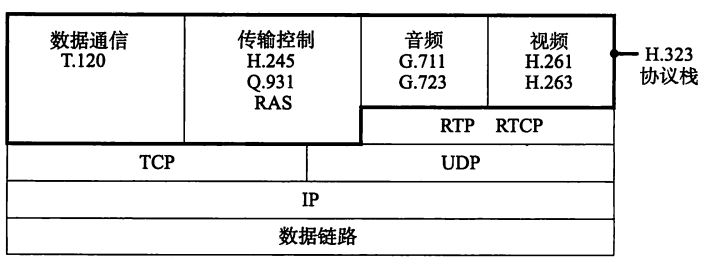 数据通信
T.120
传输控制
H.245
Q.931
RAS
音频
G.711
G.723
视频
H.261
H.263
H.323
协议栈
RTP RTCP
TCP
UDP
IP
数据链路